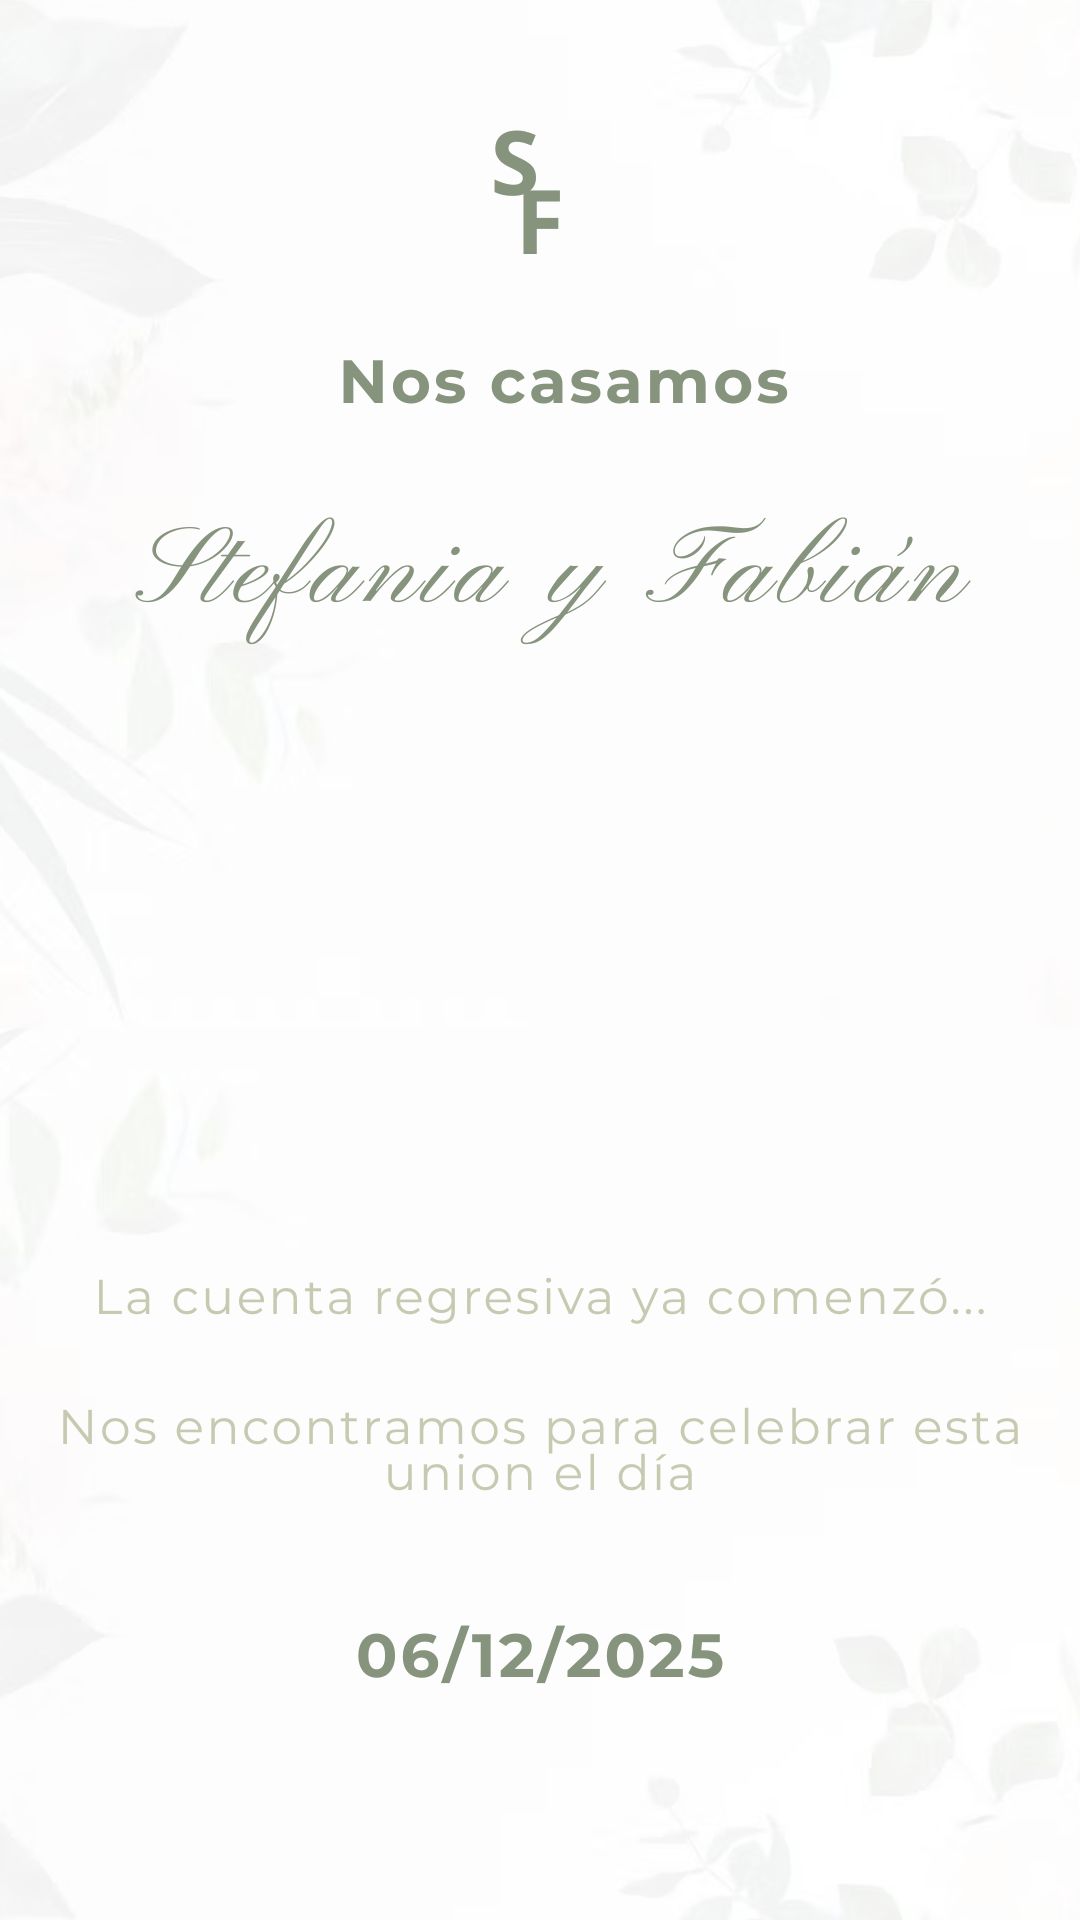 S
F
Nos casamos
Stefania y Fabián
La cuenta regresiva ya comenzó...
Nos encontramos para celebrar esta
union el día
06/12/2025